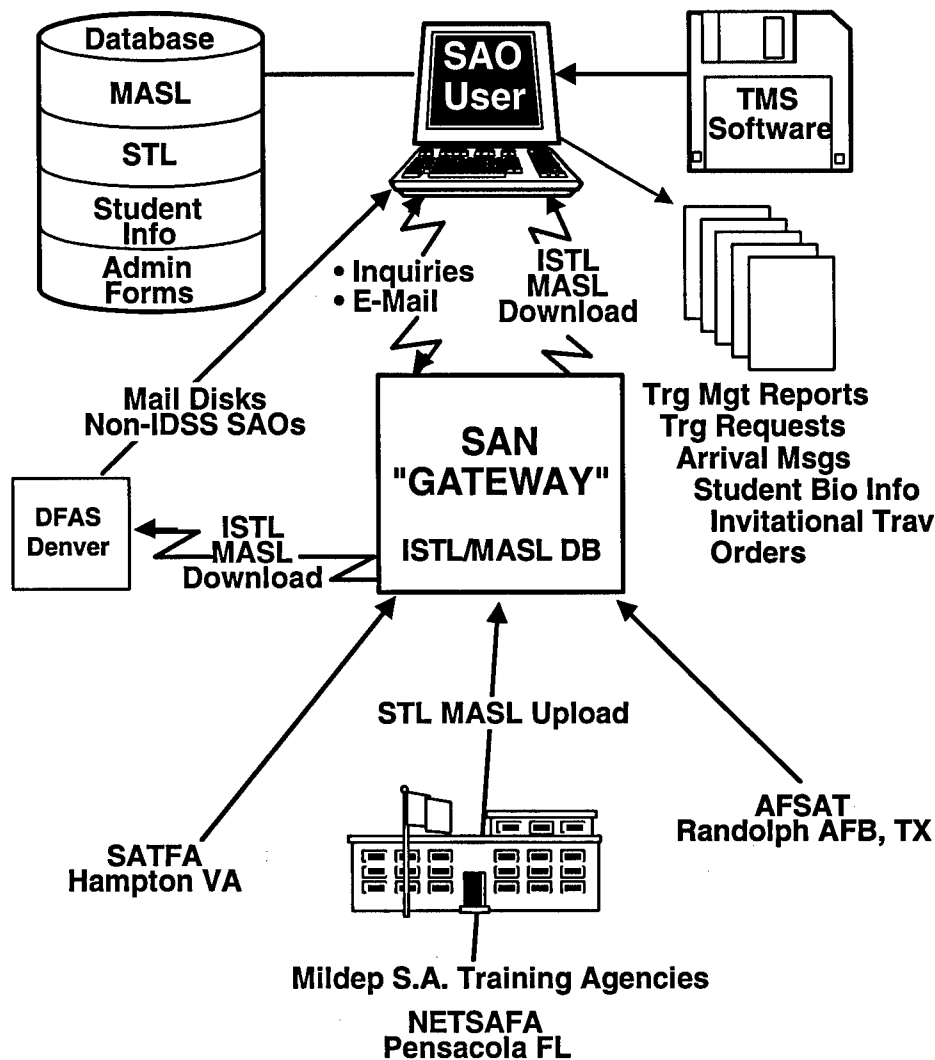 Database
MASL
STL
Student
Info
Admin
Forms
SAO
User
TMS
Software
• Inquiries
• E-Mail
ISTL
MASL
Download
Mail Disks
Non-IDSS SAOs
Trg Mgt Reports
Trg Requests
Arrival Msgs
Student Bio Info
Invitational Trav
Orders
SAN
"GATEWAY"
ISTL/MASL DB
DFAS
Denver
ISTL
MASL
Download
STL MASL Upload
SATFA
Hampton VA
AFSAT
Randolph AFB, TX
Mildep S.A. Training Agencies
NETSAFA
Pensacola FL